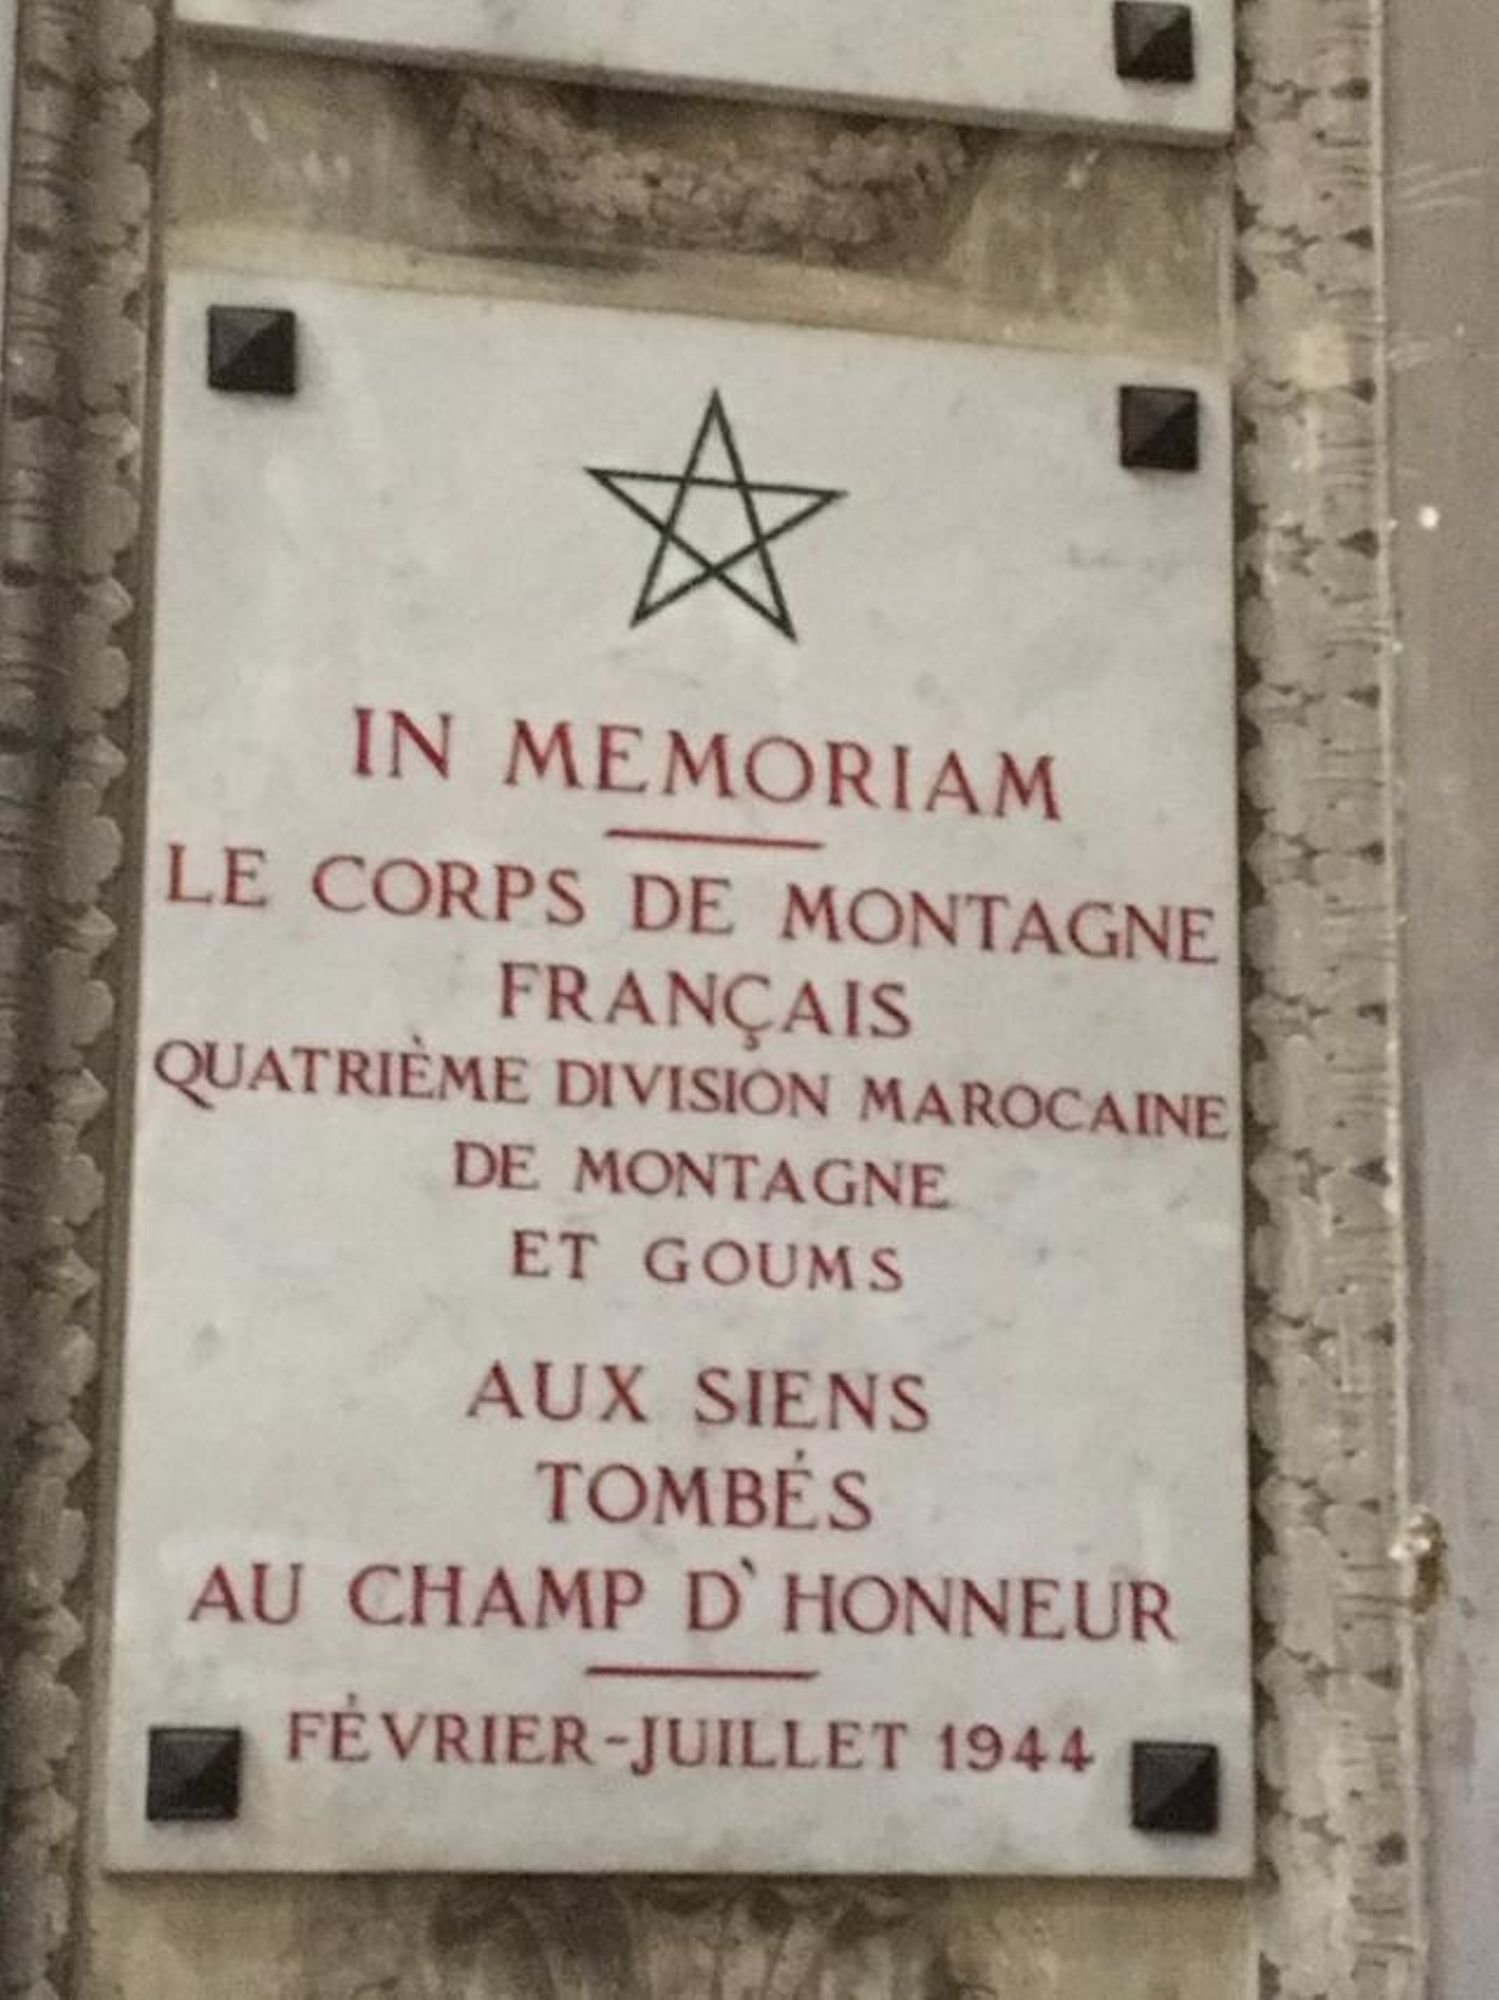 IN MEMORIAM
LE CORPS DE MONTAGNE
FRANÇAIS
QUATRIÈME DIVISION MAROCAINE
DE MONTAGNE
ET GOUMS
AUX SIENS
TOMBÉS
AU CHAMP D'HONNEUR
FÉVRIER-JUILLET 1944